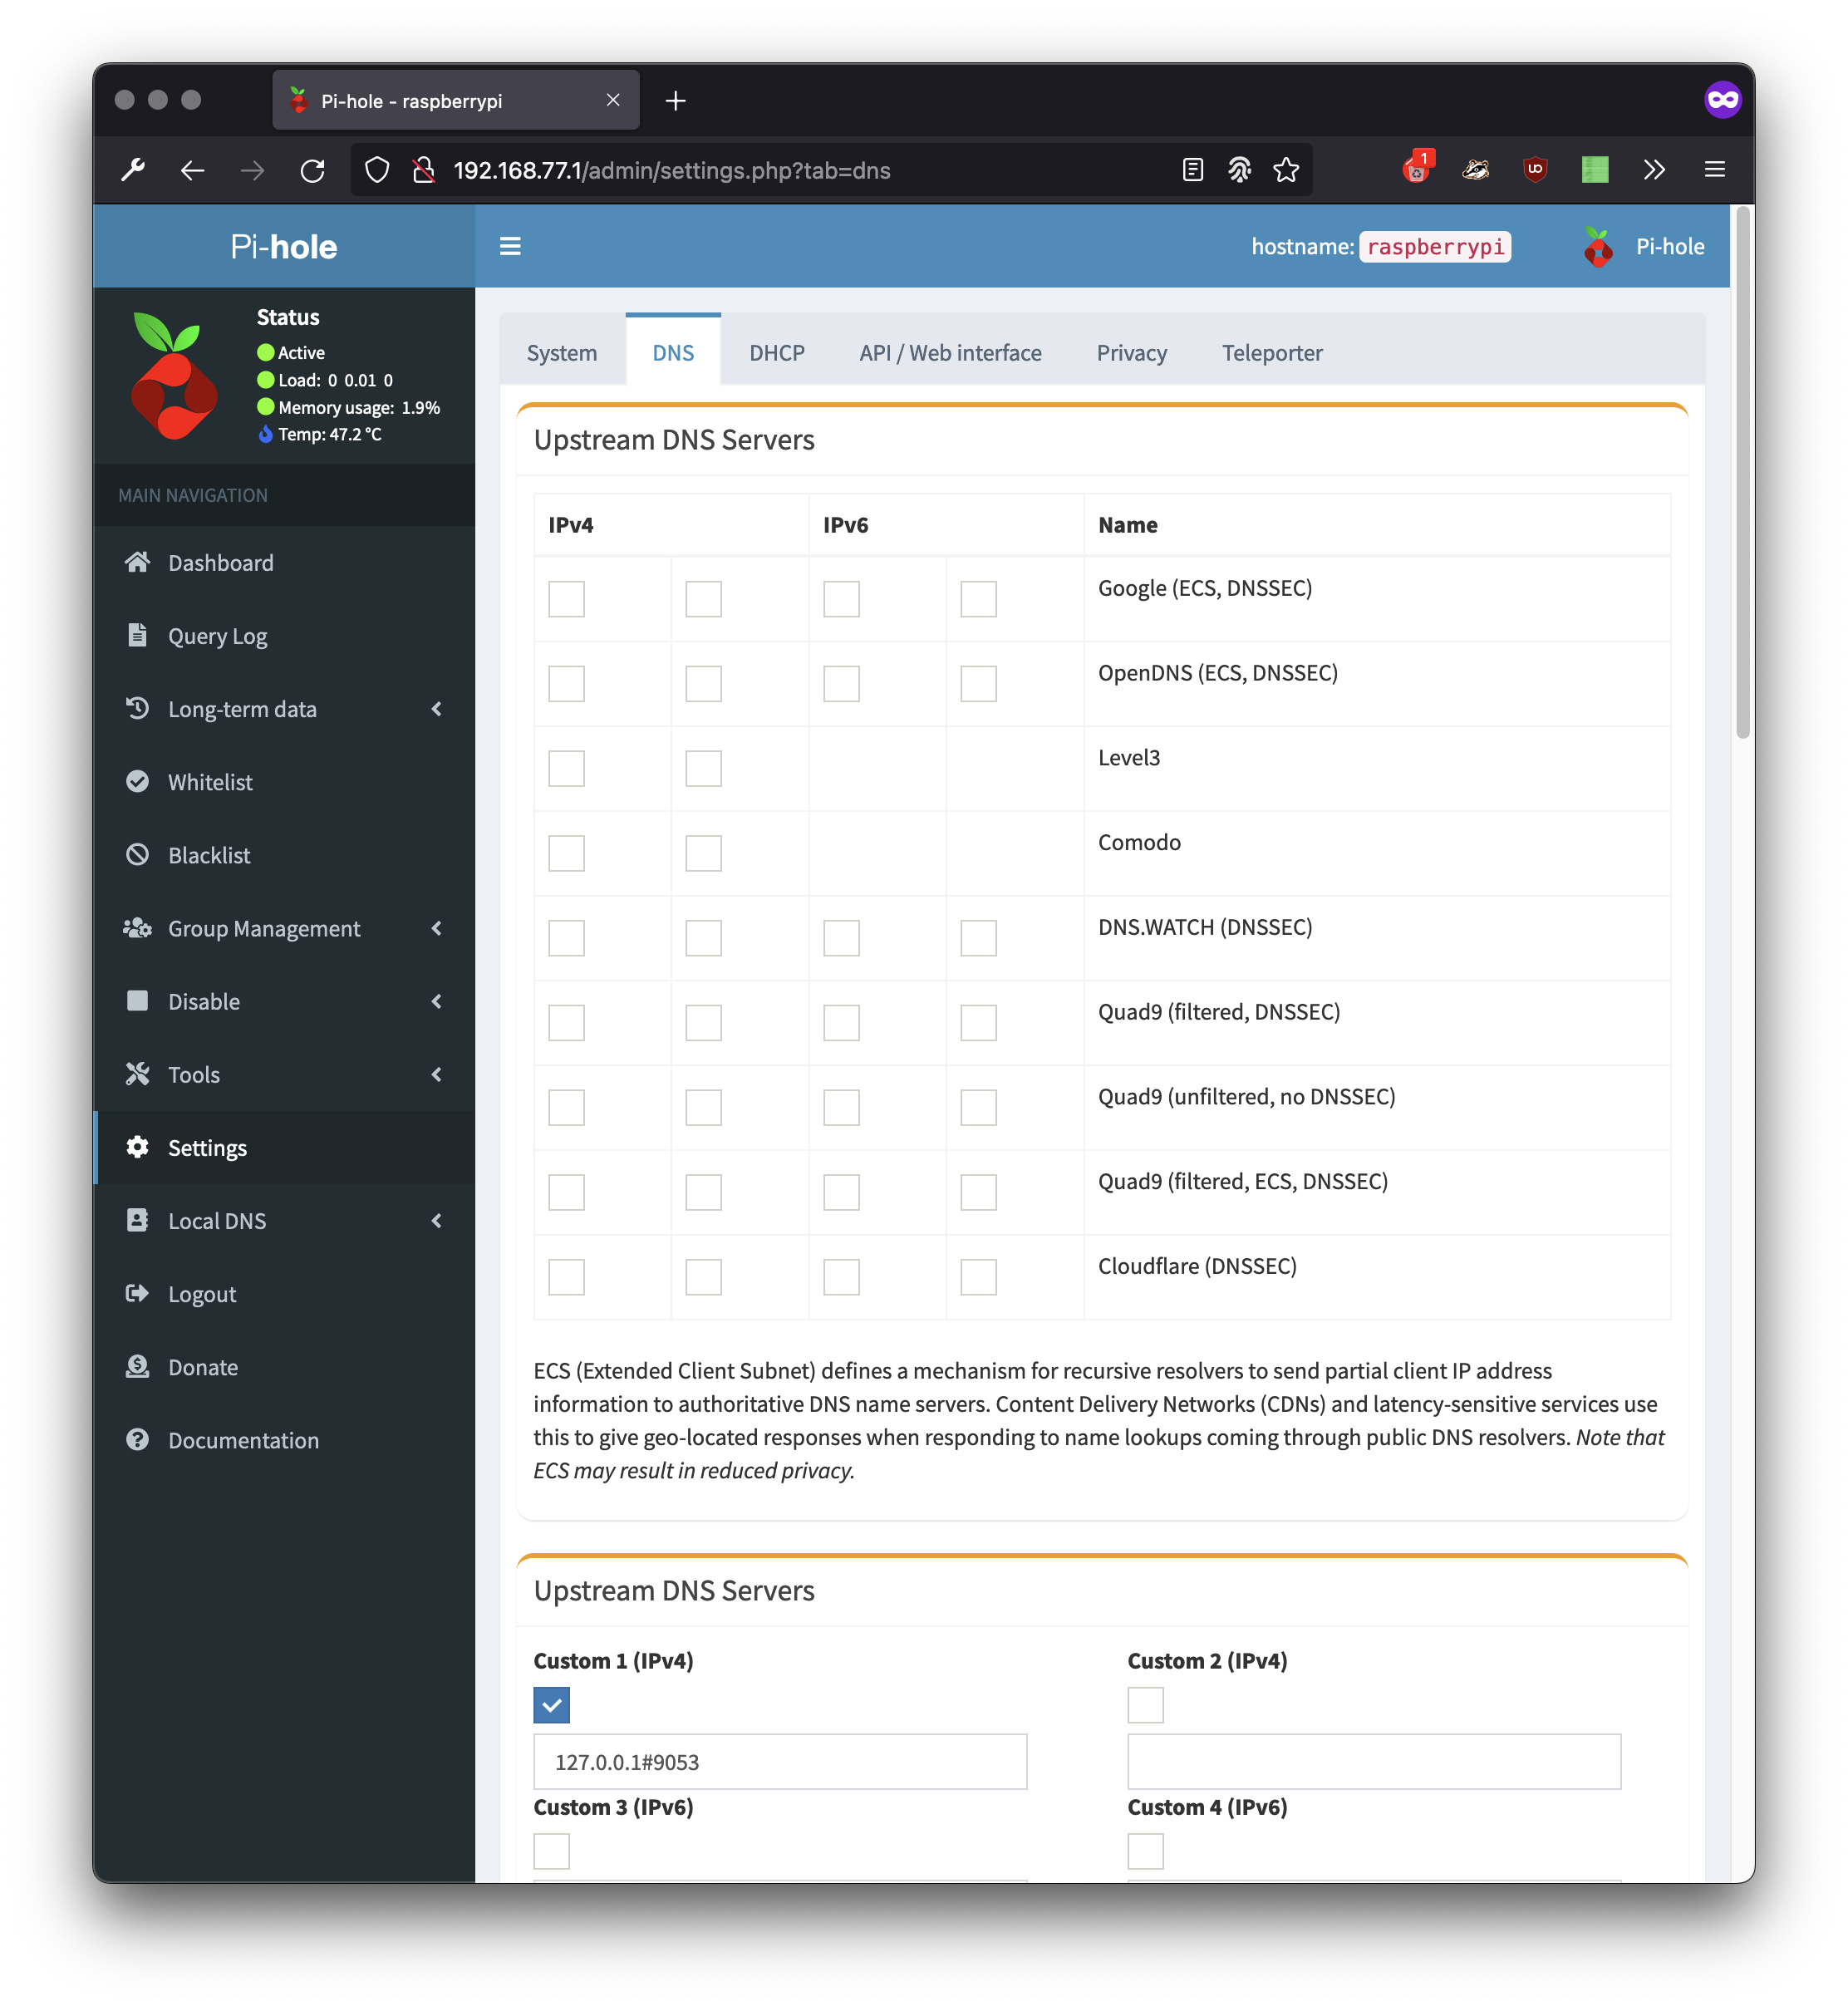 Pi-hole - raspberrypi
192.168.77.1/admin/settings.php?tab=dns
1
UO
Pi-hole
hostname: raspberrypi
Pi-hole
Status
Active
Load: 0 0.01 0
Memory usage: 1.9%
Temp: 47.2 °C
MAIN NAVIGATION
Dashboard
Query Log
Long-term data
Whitelist
Blacklist
Group Management
Disable
Tools
Settings
Local DNS
Logout
Donate
Documentation
System
DNS
DHCP
API / Web interface
Privacy
Teleporter
Upstream DNS Servers
IPv4 IPv6 Name
Google (ECS, DNSSEC)
OpenDNS (ECS, DNSSEC)
Level3
Comodo
DNS.WATCH (DNSSEC)
Quad9 (filtered, DNSSEC)
Quad9 (unfiltered, no DNSSEC)
Quad9 (filtered, ECS, DNSSEC)
Cloudflare (DNSSEC)
ECS (Extended Client Subnet) defines a mechanism for recursive resolvers to send partial client IP address
information to authoritative DNS name servers. Content Delivery Networks (CDNs) and latency-sensitive services use
this to give geo-located responses when responding to name lookups coming through public DNS resolvers. Note that
ECS may result in reduced privacy.
Upstream DNS Servers
Custom 1 (IPv4)
127.0.0.1#9053
Custom 2 (IPv4)
Custom 3 (IPv6)
Custom 4 (IPv6)